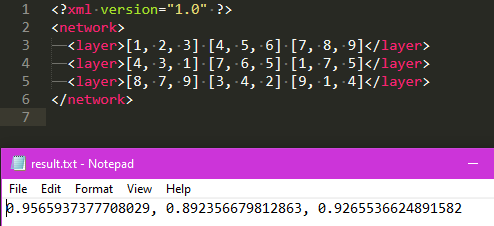 1 <?xml version="1.0" ?>
2 <network>
3 <layer>[1, 2, 3] [4, 5, 6] [7, 8, 9]</layer>
4 <layer>[4, 3, 1] [7, 6, 5] [1, 7, 5]</layer>
5 <layer>[8, 7, 9] [3, 4, 2] [9, 1, 4]</layer>
6 </network>
7
result.txt - Notepad
File Edit Format View Help
0.9565937377708029, 0.892356679812863, 0.9265536624891582